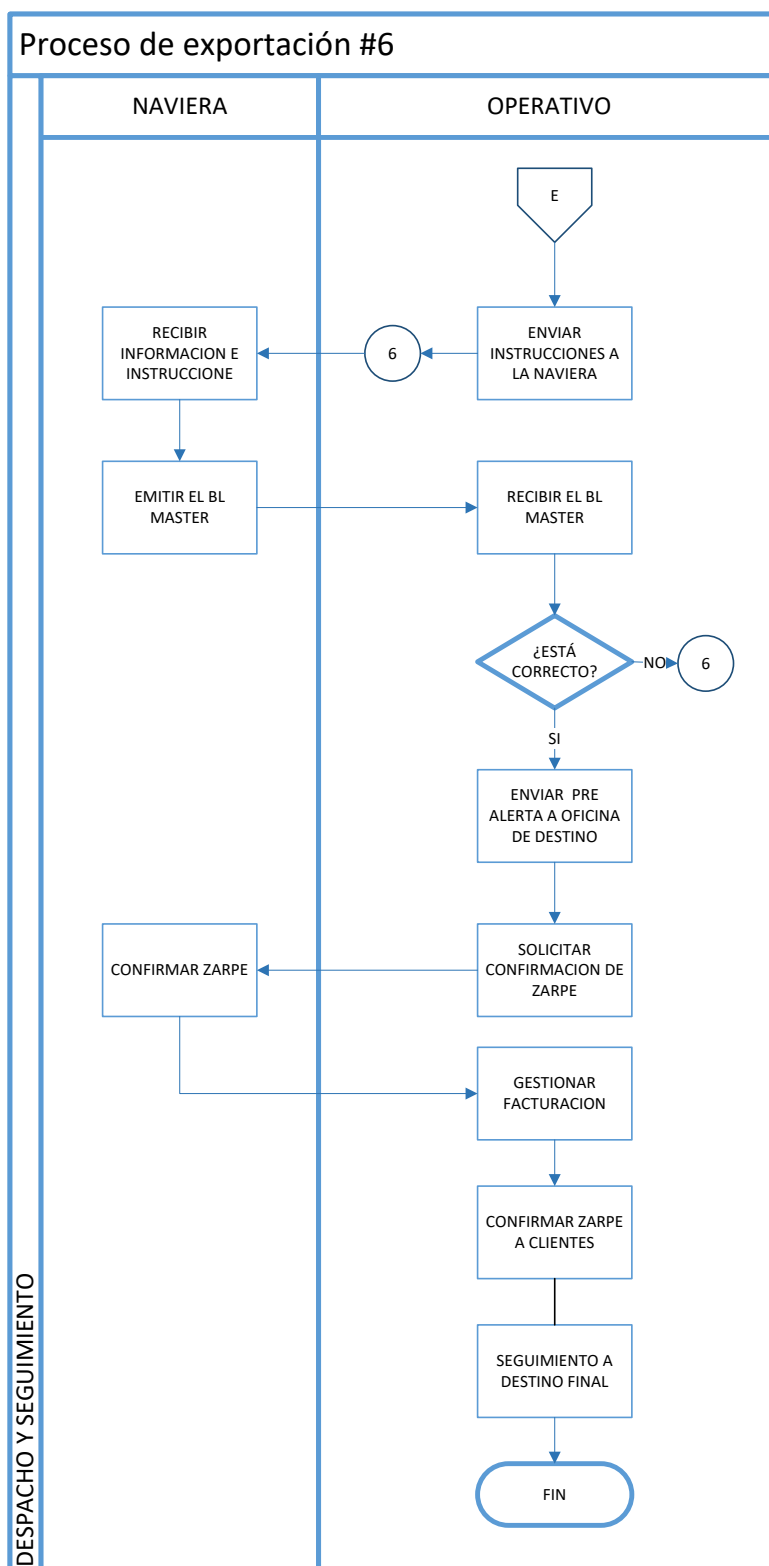 Proceso de exportación #6
NAVIERA
OPERATIVO
E
RECIBIR
INFORMACION E
INSTRUCCIONE
6
ENVIAR
INSTRUCCIONES A
LA NAVIERA
EMITIR EL BL
MASTER
RECIBIR EL BL
MASTER
¿ESTÁ
CORRECTO?
NO
6
SI
ENVIAR PRE
ALERTA A OFICINA
DE DESTINO
CONFIRMAR ZARPE
SOLICITAR
CONFIRMACION DE
ZARPE
GESTIONAR
FACTURACION
CONFIRMAR ZARPE
A CLIENTES
SEGUIMIENTO A
DESTINO FINAL
FIN
DESPACHO Y SEGUIMIENTO